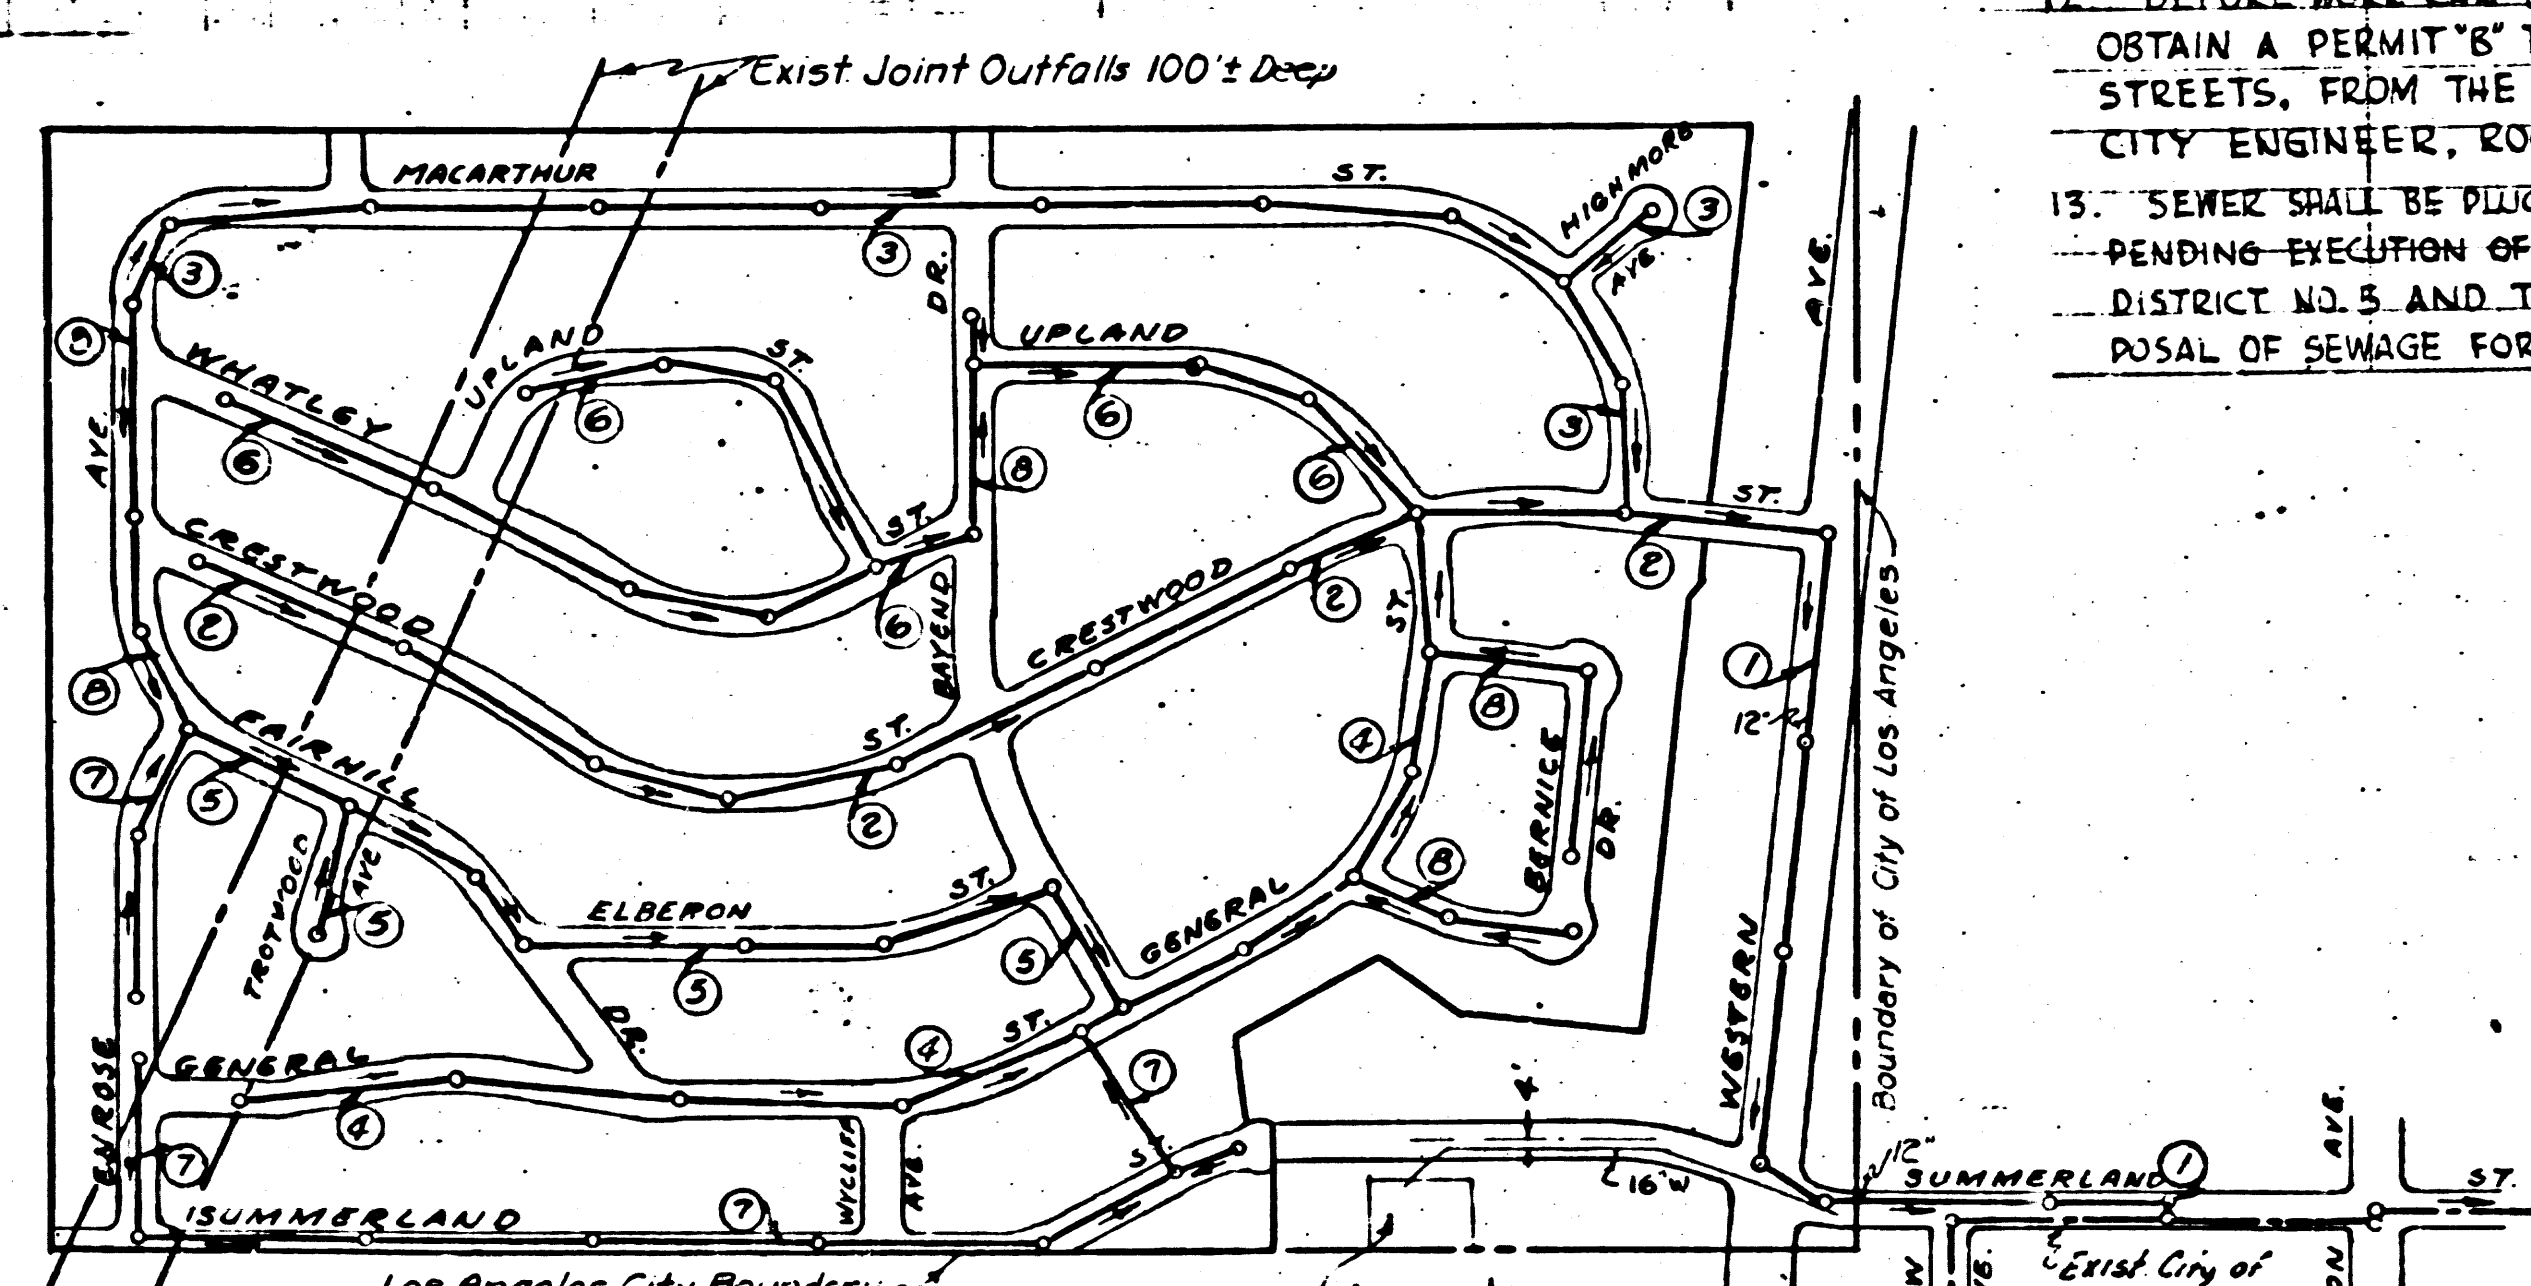 Exist. Joint Outfalls 100'± Deep
OBTAIN A PERMIT "B"
STREETS, FROM THE
CITY ENGINEER,
13. SEWER SHALL BE
PENDING EXECUTION OF
DISTRICT NO. 5 AND
POSAL OF SEWAGE FOR
MACARTHUR
ST.
HIGHMORE
AVE.
3
3
3
DR.
AVE.
9
WHATLEY
UPLAND
ST.
UPLAND
6
6
6
6
8
3
AVE.
CRESTWOOD
ST.
ST.
2
2
6
BAYEND
CRESTWOOD
2
ST.
1
12"
8
8
4
BERNICE
DR.
FAIRHILL
ST.
7
5
2
TROTWOOD
AVE
5
ELBERON
ST.
5
5
8
GENERAL
WESTERN
Boundary of City of Los Angeles
DR.
ST.
4
7
4'
PENROSE
GENERAL
4
7
WYCLIFF
AVE.
S
16" W
12"
SUMMERLAND
1
AVE.
ST.
SUMMERLAND
7
Los Angeles City Boundary
Exist. City of